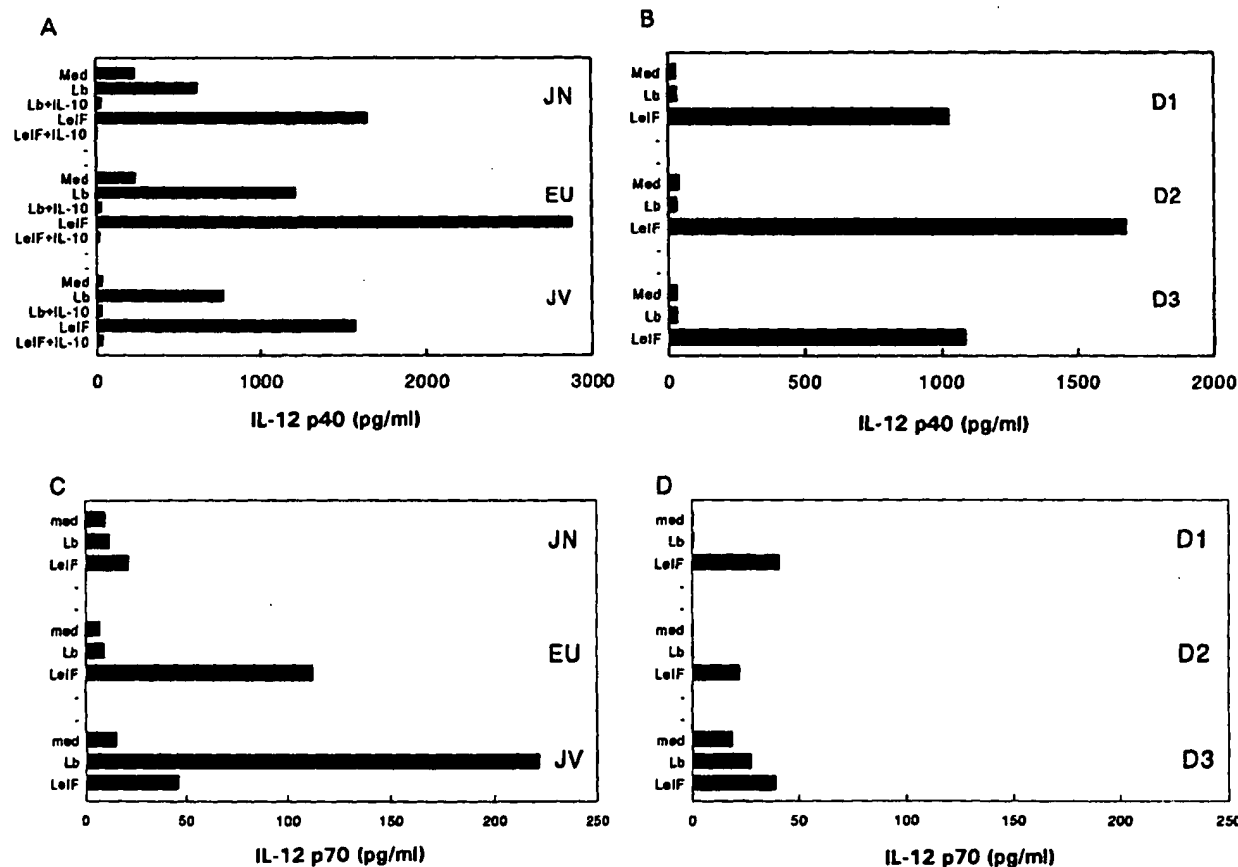 A
Med
Lb
Lb+IL-10
LeIF
LeIF+IL-10
-
-
Med
Lb
Lb+IL-10
LeIF
LeIF+IL-10
-
-
Med
Lb
Lb+IL-10
LeIF
LeIF+IL-10
JN
EU
JV
0 1000 2000 3000
IL-12 p40 (pg/ml)
B
Med
Lb
LeIF
-
-
Med
Lb
LeIF
-
-
Med
Lb
LeIF
D1
D2
D3
0 500 1000 1500 2000
IL-12 p40 (pg/ml)
C
med
Lb
LeIF
-
-
med
Lb
LeIF
-
-
med
Lb
LeIF
JN
EU
JV
0 50 100 150 200 250
IL-12 p70 (pg/ml)
D
med
Lb
LeIF
-
-
med
Lb
LeIF
-
-
med
Lb
LeIF
D1
D2
D3
0 50 100 150 200 250
IL-12 p70 (pg/ml)